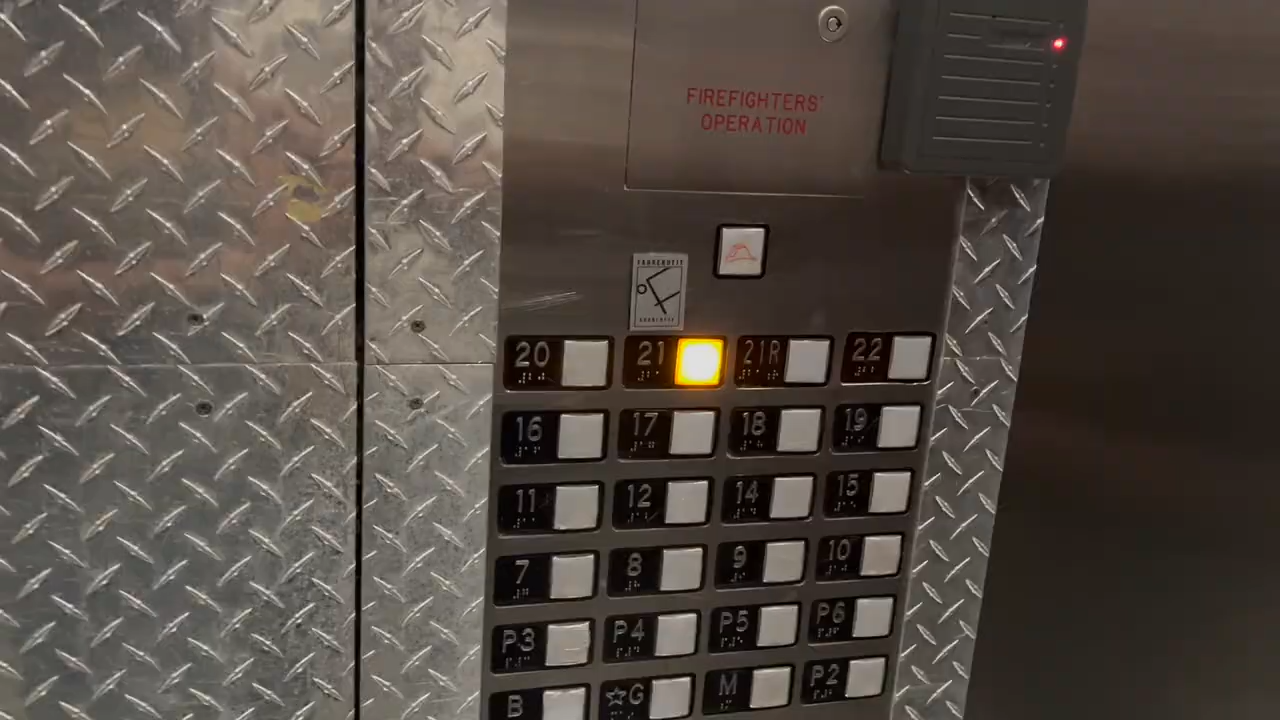 FIREFIGHTERS'
OPERATION
FAHRENHEIT
20 21 21R 22
16 17 18 19
11 12 14 15
7 8 9 10
P3 P4 P5 P6
B ☆G M P2